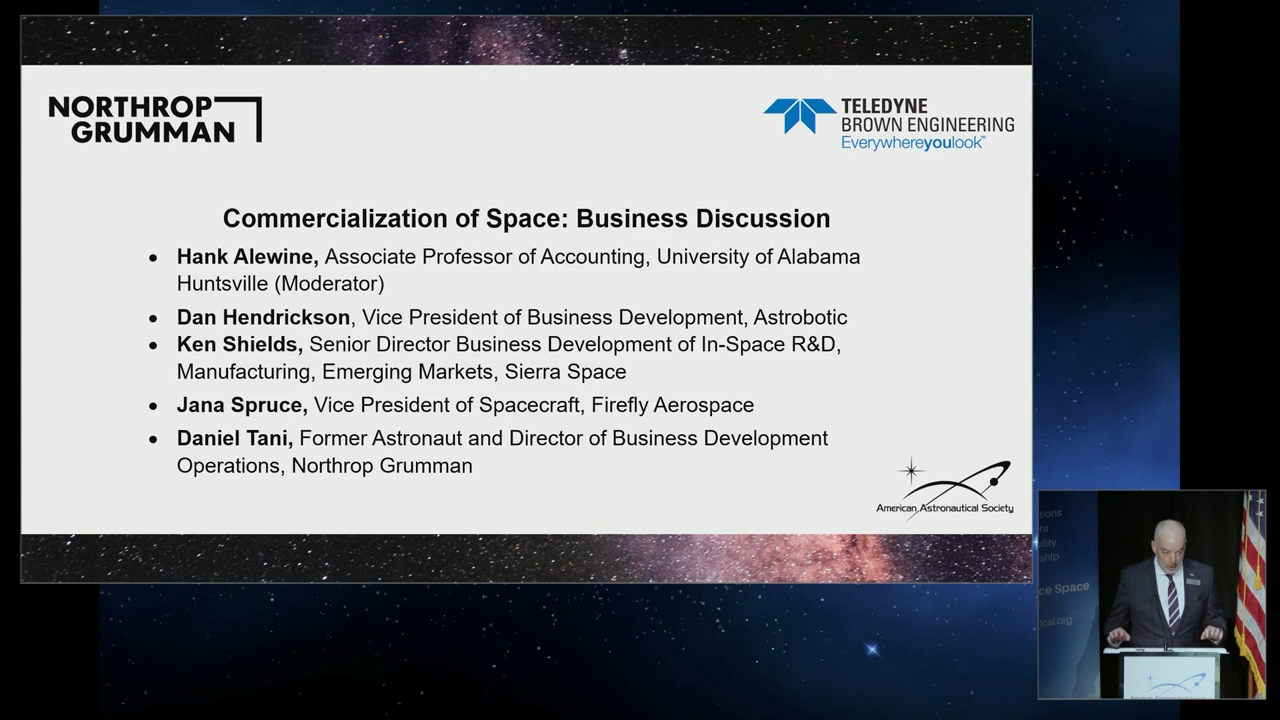 NORTHROP
GRUMMAN
TELEDYNE
BROWN ENGINEERING
Everywhereyoulook™
Commercialization of Space: Business Discussion
• Hank Alewine, Associate Professor of Accounting, University of Alabama
Huntsville (Moderator)
• Dan Hendrickson, Vice President of Business Development, Astrobotic
• Ken Shields, Senior Director Business Development of In-Space R&D,
Manufacturing, Emerging Markets, Sierra Space
• Jana Spruce, Vice President of Spacecraft, Firefly Aerospace
• Daniel Tani, Former Astronaut and Director of Business Development
Operations, Northrop Grumman
American Astronautical Society
Space